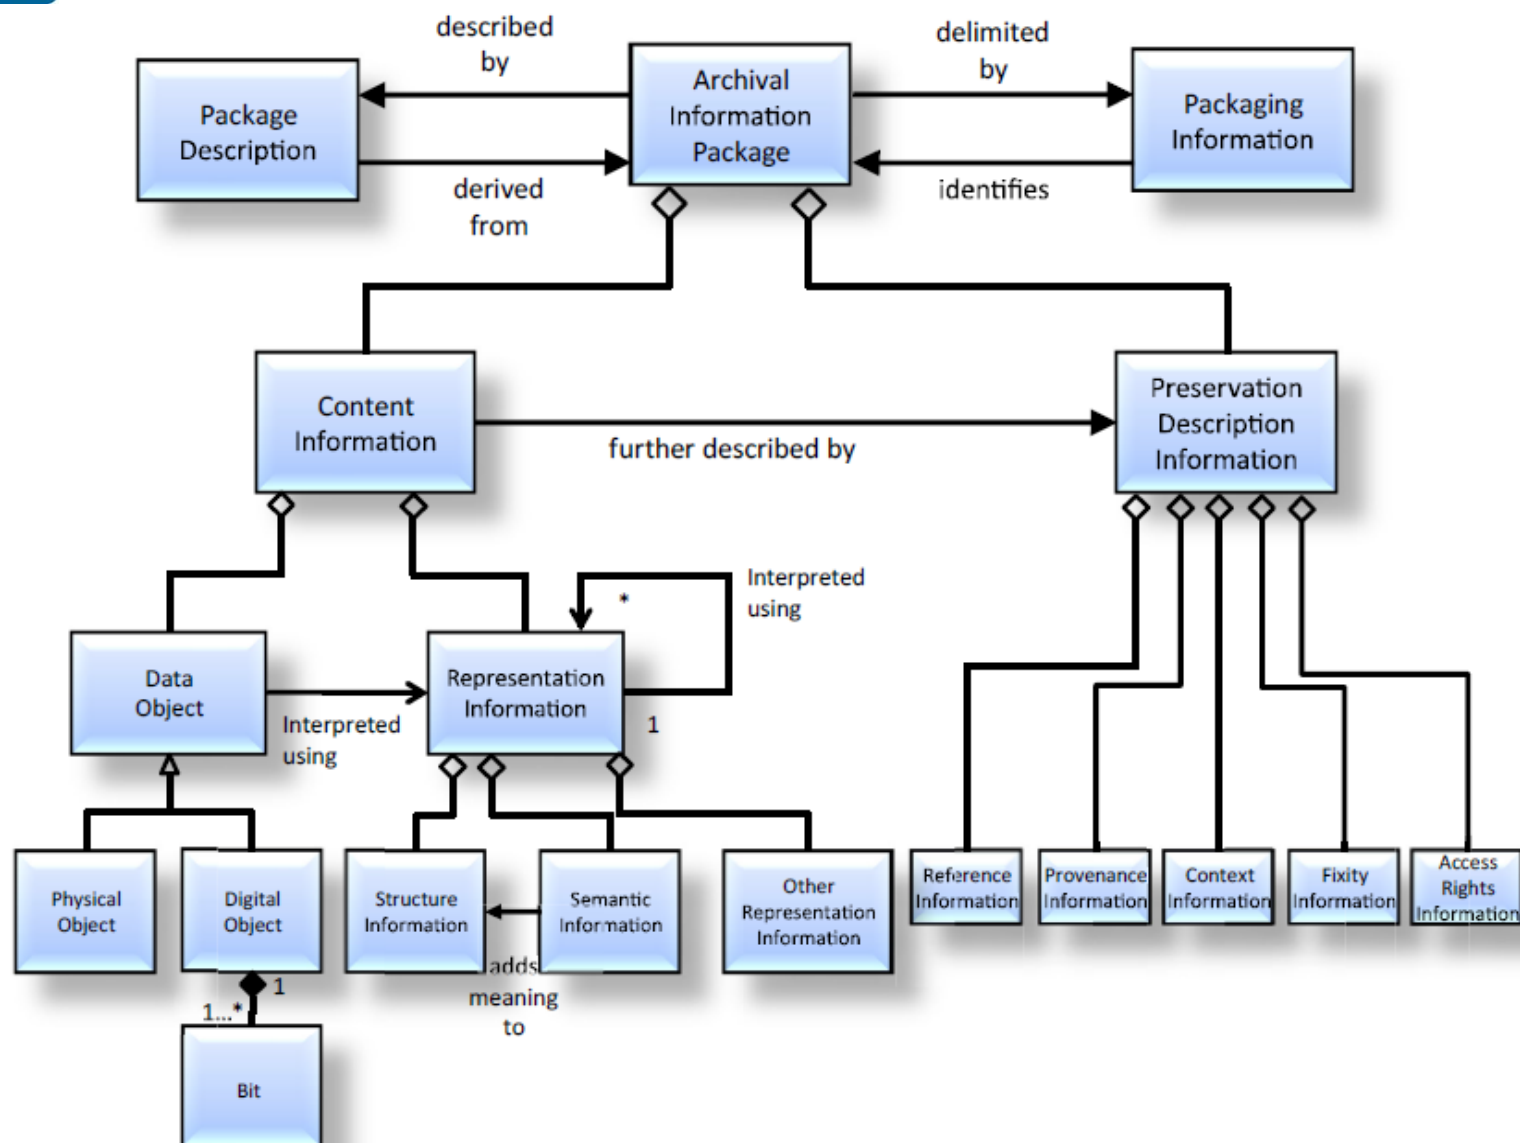 described
by
delimited
by
Package
Description
Archival
Information
Package
Packaging
Information
derived
from
identifies
Content
Information
further described by
Preservation
Description
Information
Interpreted
using
*
Data
Object
Interpreted
using
Representation
Information
1
Physical
Object
Digital
Object
Structure
Information
Semantic
Information
adds
meaning
to
Other
Representation
Information
Reference
Information
Provenance
Information
Context
Information
Fixity
Information
Access
Rights
Information
1
1...*
Bit